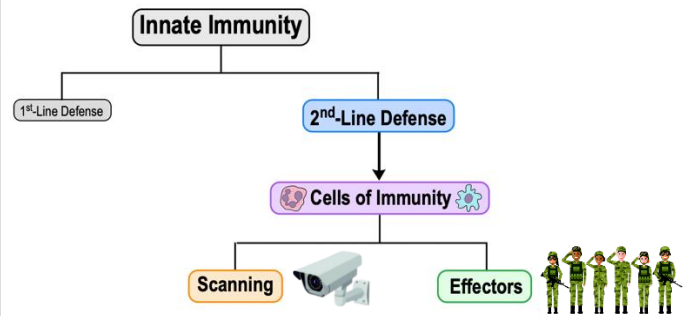 Innate Immunity
1st-Line Defense
2nd-Line Defense
Cells of Immunity
Scanning
Effectors